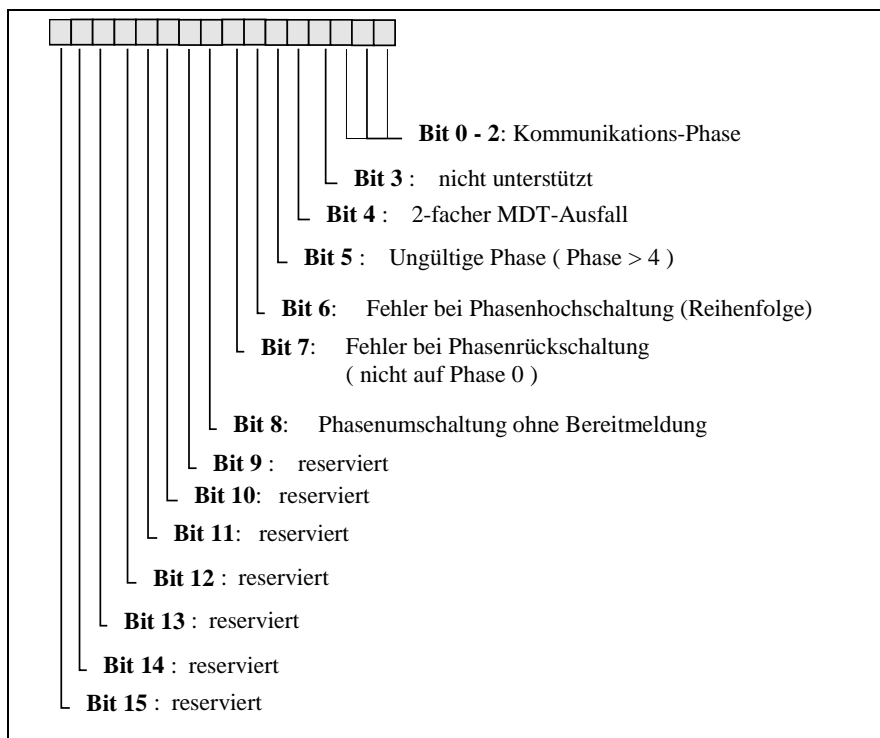 Bit 0 - 2: Kommunikations-Phase
Bit 3 : nicht unterstützt
Bit 4 : 2-facher MDT-Ausfall
Bit 5 : Ungültige Phase ( Phase > 4 )
Bit 6: Fehler bei Phasenhochschaltung (Reihenfolge)
Bit 7: Fehler bei Phasenrückschaltung
( nicht auf Phase 0 )
Bit 8: Phasenumschaltung ohne Bereitmeldung
Bit 9 : reserviert
Bit 10: reserviert
Bit 11: reserviert
Bit 12 : reserviert
Bit 13 : reserviert
Bit 14 : reserviert
Bit 15 : reserviert